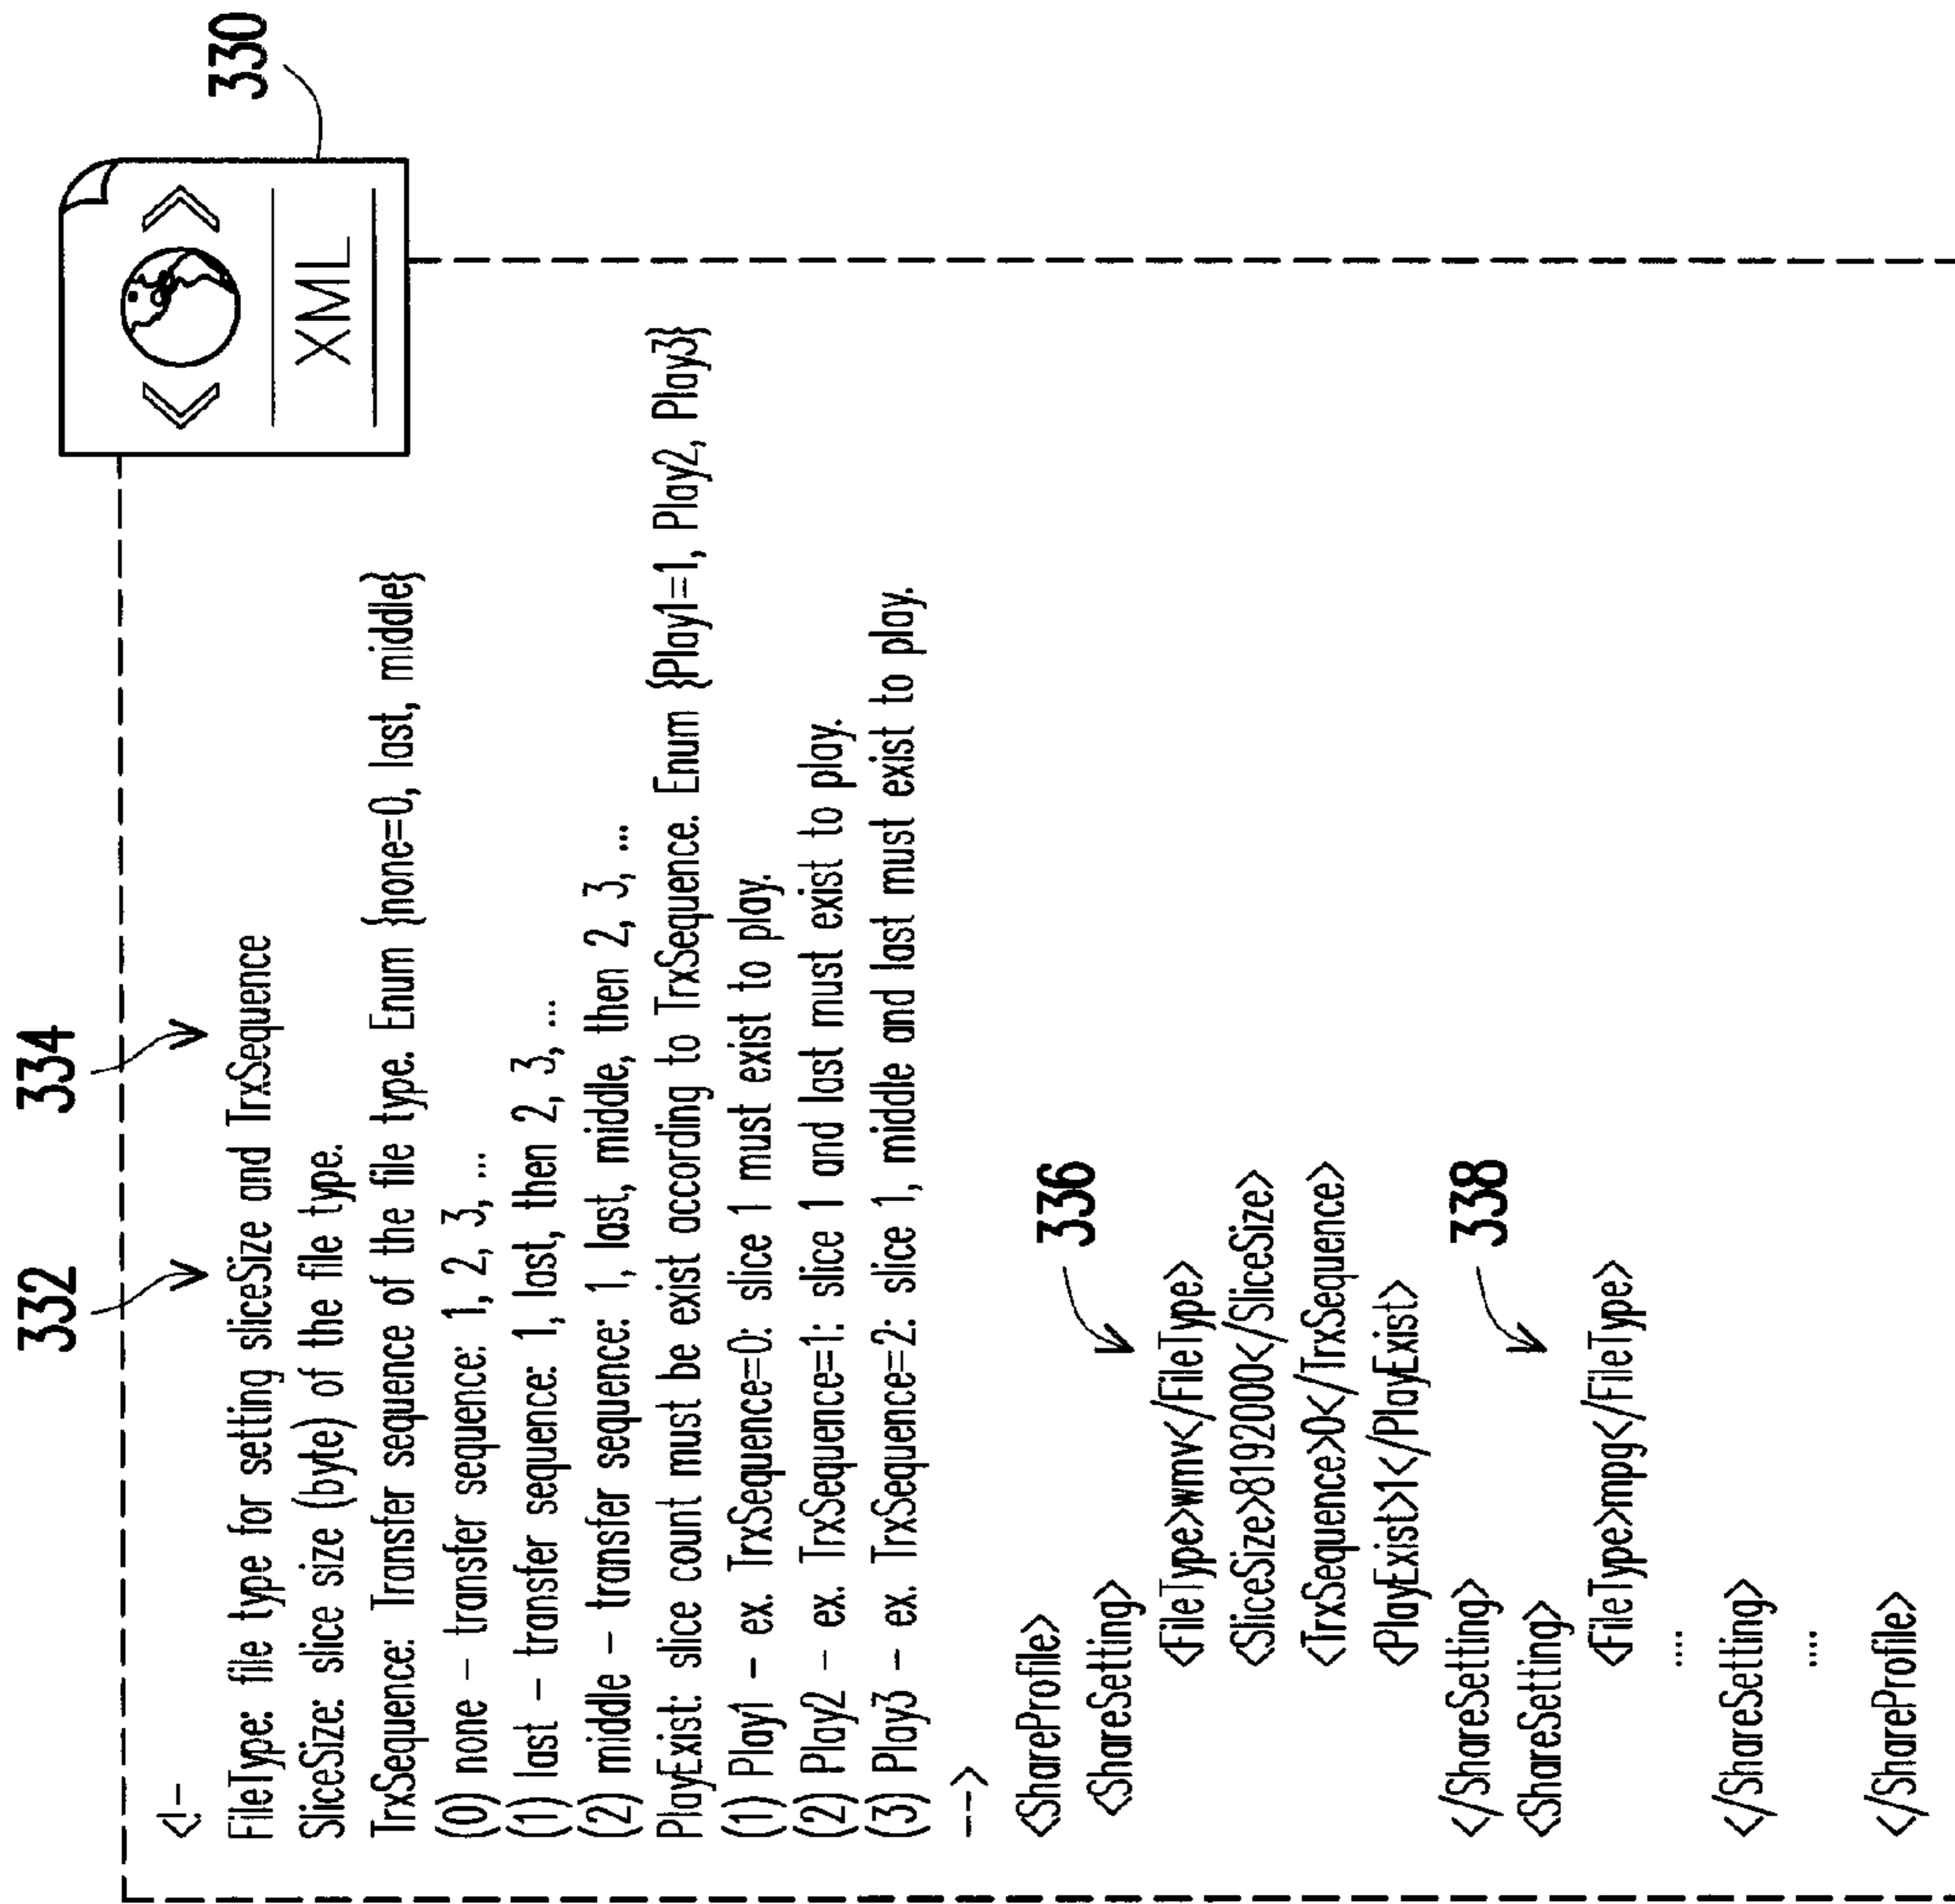 330
XML
332
334
<!-
FileType: file type for setting sliceSize and TrxSequence
SliceSize: slice size (byte) of the file type.
TrxSequence: Transfer sequence of the file type. Enum {none=0, last, middle}
(0) none - transfer sequence: 1, 2, 3, ...
(1) last - transfer sequence: 1, last, then 2, 3, ...
(2) middle - transfer sequence: 1, last, middle, then 2, 3, ...
PlayExist: slice count must be exist according to TrxSequence. Enum {Play1=1, Play2, Play3}
(1) Play1 - ex. TrxSequence=0: slice 1 must exist to play.
(2) Play2 - ex. TrxSequence=1: slice 1 and last must exist to play.
(3) Play3 - ex. TrxSequence=2: slice 1, middle and last must exist to play.
-->
<ShareProfile>
336
<ShareSetting>
<FileType>wmv</FileType>
<SliceSize>8192000</SliceSize>
<TrxSequence>0</TrxSequence>
<PlayExist>1</PlayExist>
</ShareSetting>
338
<ShareSetting>
<FileType>mpg</FileType>
....
</ShareSetting>
....
</ShareProfile>